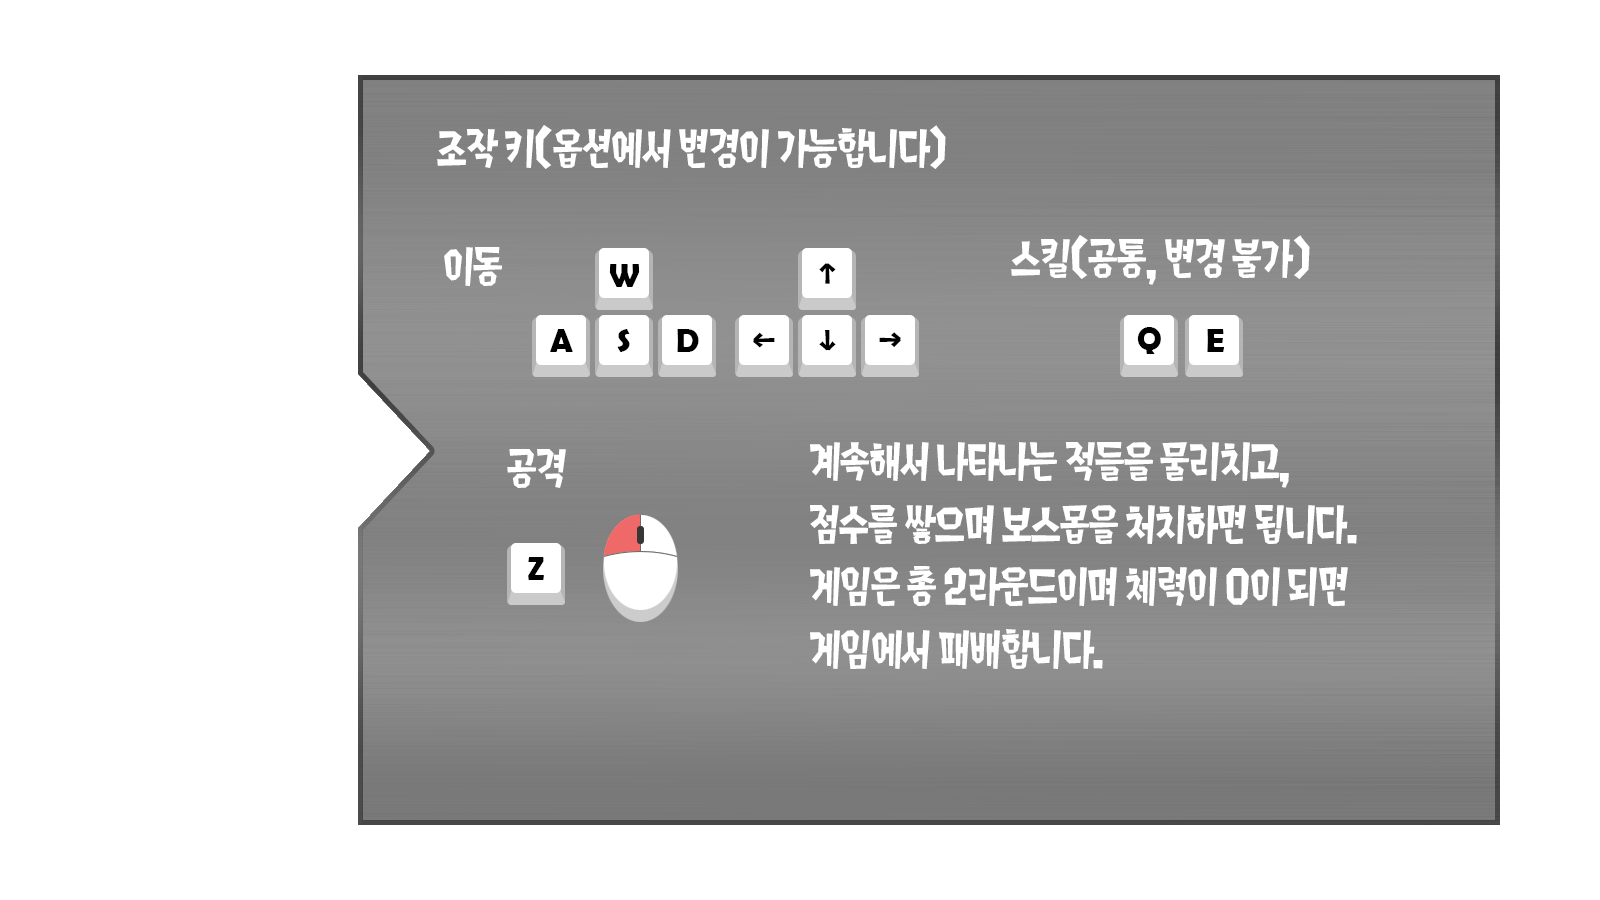 조작 키(옵션에서 변경이 가능합니다)
이동
W
A S D
↑
← ↓ →
스킬(공통, 변경 불가)
Q E
공격
Z
계속해서 나타나는 적들을 물리치고,
점수를 쌓으며 보스몹을 처치하면 됩니다.
게임은 총 2라운드이며 체력이 0이 되면
게임에서 패배합니다.